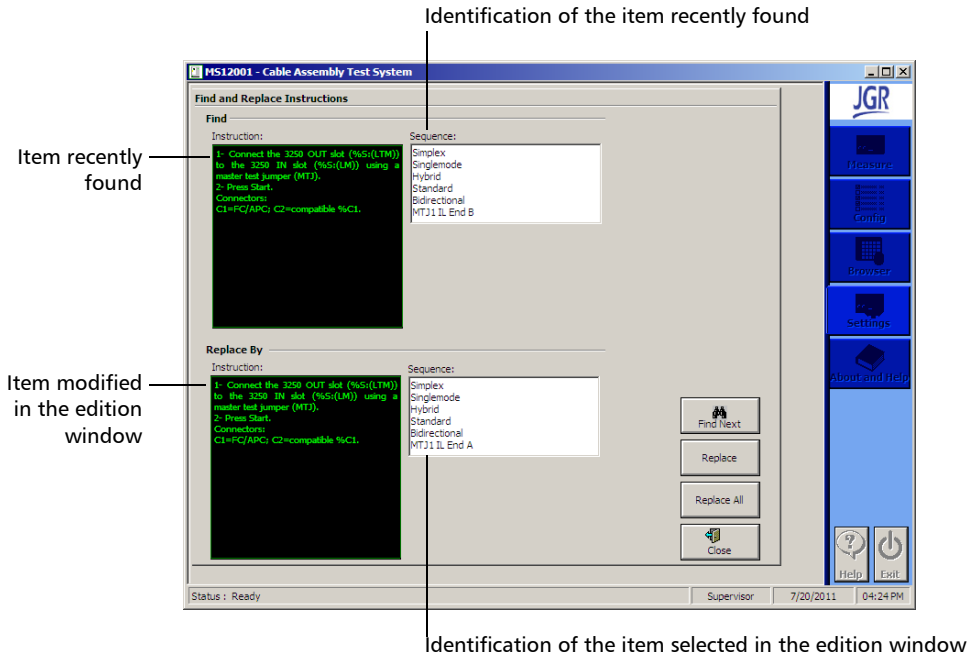 Identification of the item recently found
MS12001 - Cable Assembly Test System
JGR
Find and Replace Instructions
Find
Instruction:
Sequence:
Item recently
found
1- Connect the 3250 OUT slot (%S:(LTM))
to the 3250 IN slot (%S:(LM)) using a
master test jumper (MTJ).
2- Press Start.
Connectors:
C1=FC/APC; C2=compatible %C1.
Simplex
Singlemode
Hybrid
Standard
Bidirectional
MTJ1 IL End B
Measure
Config
Browser
Settings
About and Help
Replace By
Instruction:
Sequence:
Item modified
in the edition
window
1- Connect the 3250 OUT slot (%S:(LTM))
to the 3250 IN slot (%S:(LM)) using a
master test jumper (MTJ).
2- Press Start.
Connectors:
C1=FC/APC; C2=compatible %C1.
Simplex
Singlemode
Hybrid
Standard
Bidirectional
MTJ1 IL End A
Find Next
Replace
Replace All
Close
Help
Exit
Status : Ready
Supervisor
7/20/2011
04:24 PM
Identification of the item selected in the edition window